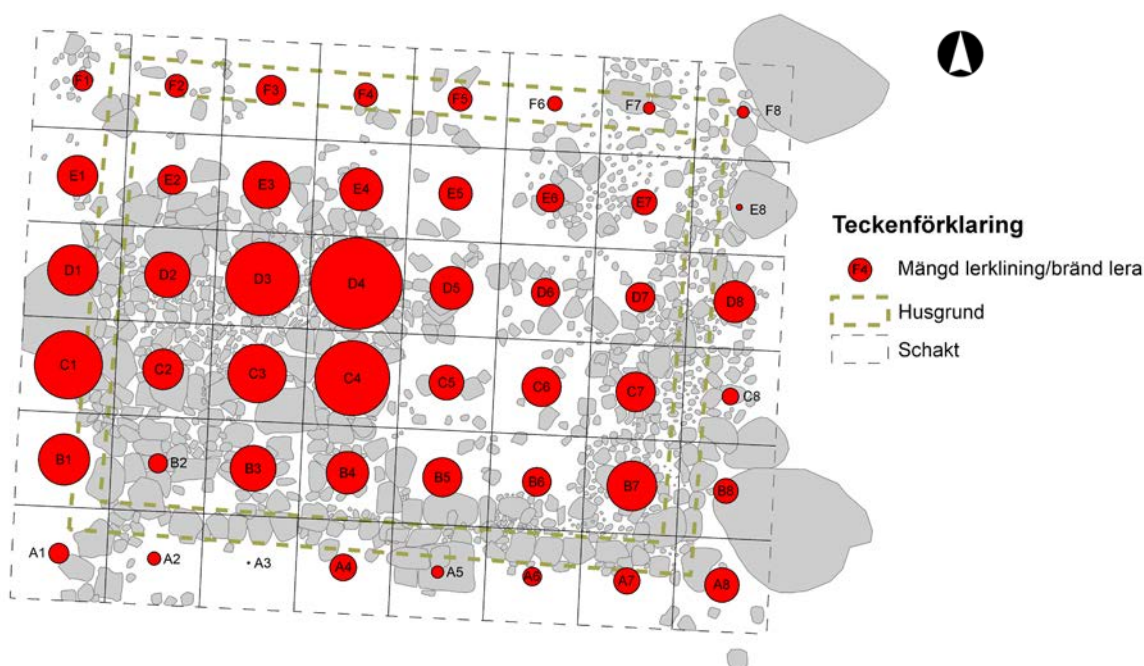 F1 F2 F3 F4 F5 F6 F7 F8
E1 E2 E3 E4 E5 E6 E7 E8
D1 D2 D3 D4 D5 D6 D7 D8
C1 C2 C3 C4 C5 C6 C7 C8
B1 B2 B3 B4 B5 B6 B7 B8
A1 A2 A3 A4 A5 A6 A7 A8
Teckenförklaring
F4 Mängd lerklining/bränd lera
Husgrund
Schakt